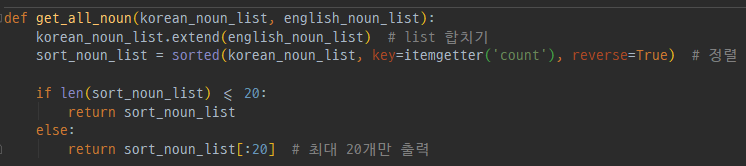 def get_all_noun(korean_noun_list, english_noun_list):
    korean_noun_list.extend(english_noun_list)  # list 합치기
    sort_noun_list = sorted(korean_noun_list, key=itemgetter('count'), reverse=True)  # 정렬

    if len(sort_noun_list) ⩽ 20:
        return sort_noun_list
    else:
        return sort_noun_list[:20]  # 최대 20개만 출력